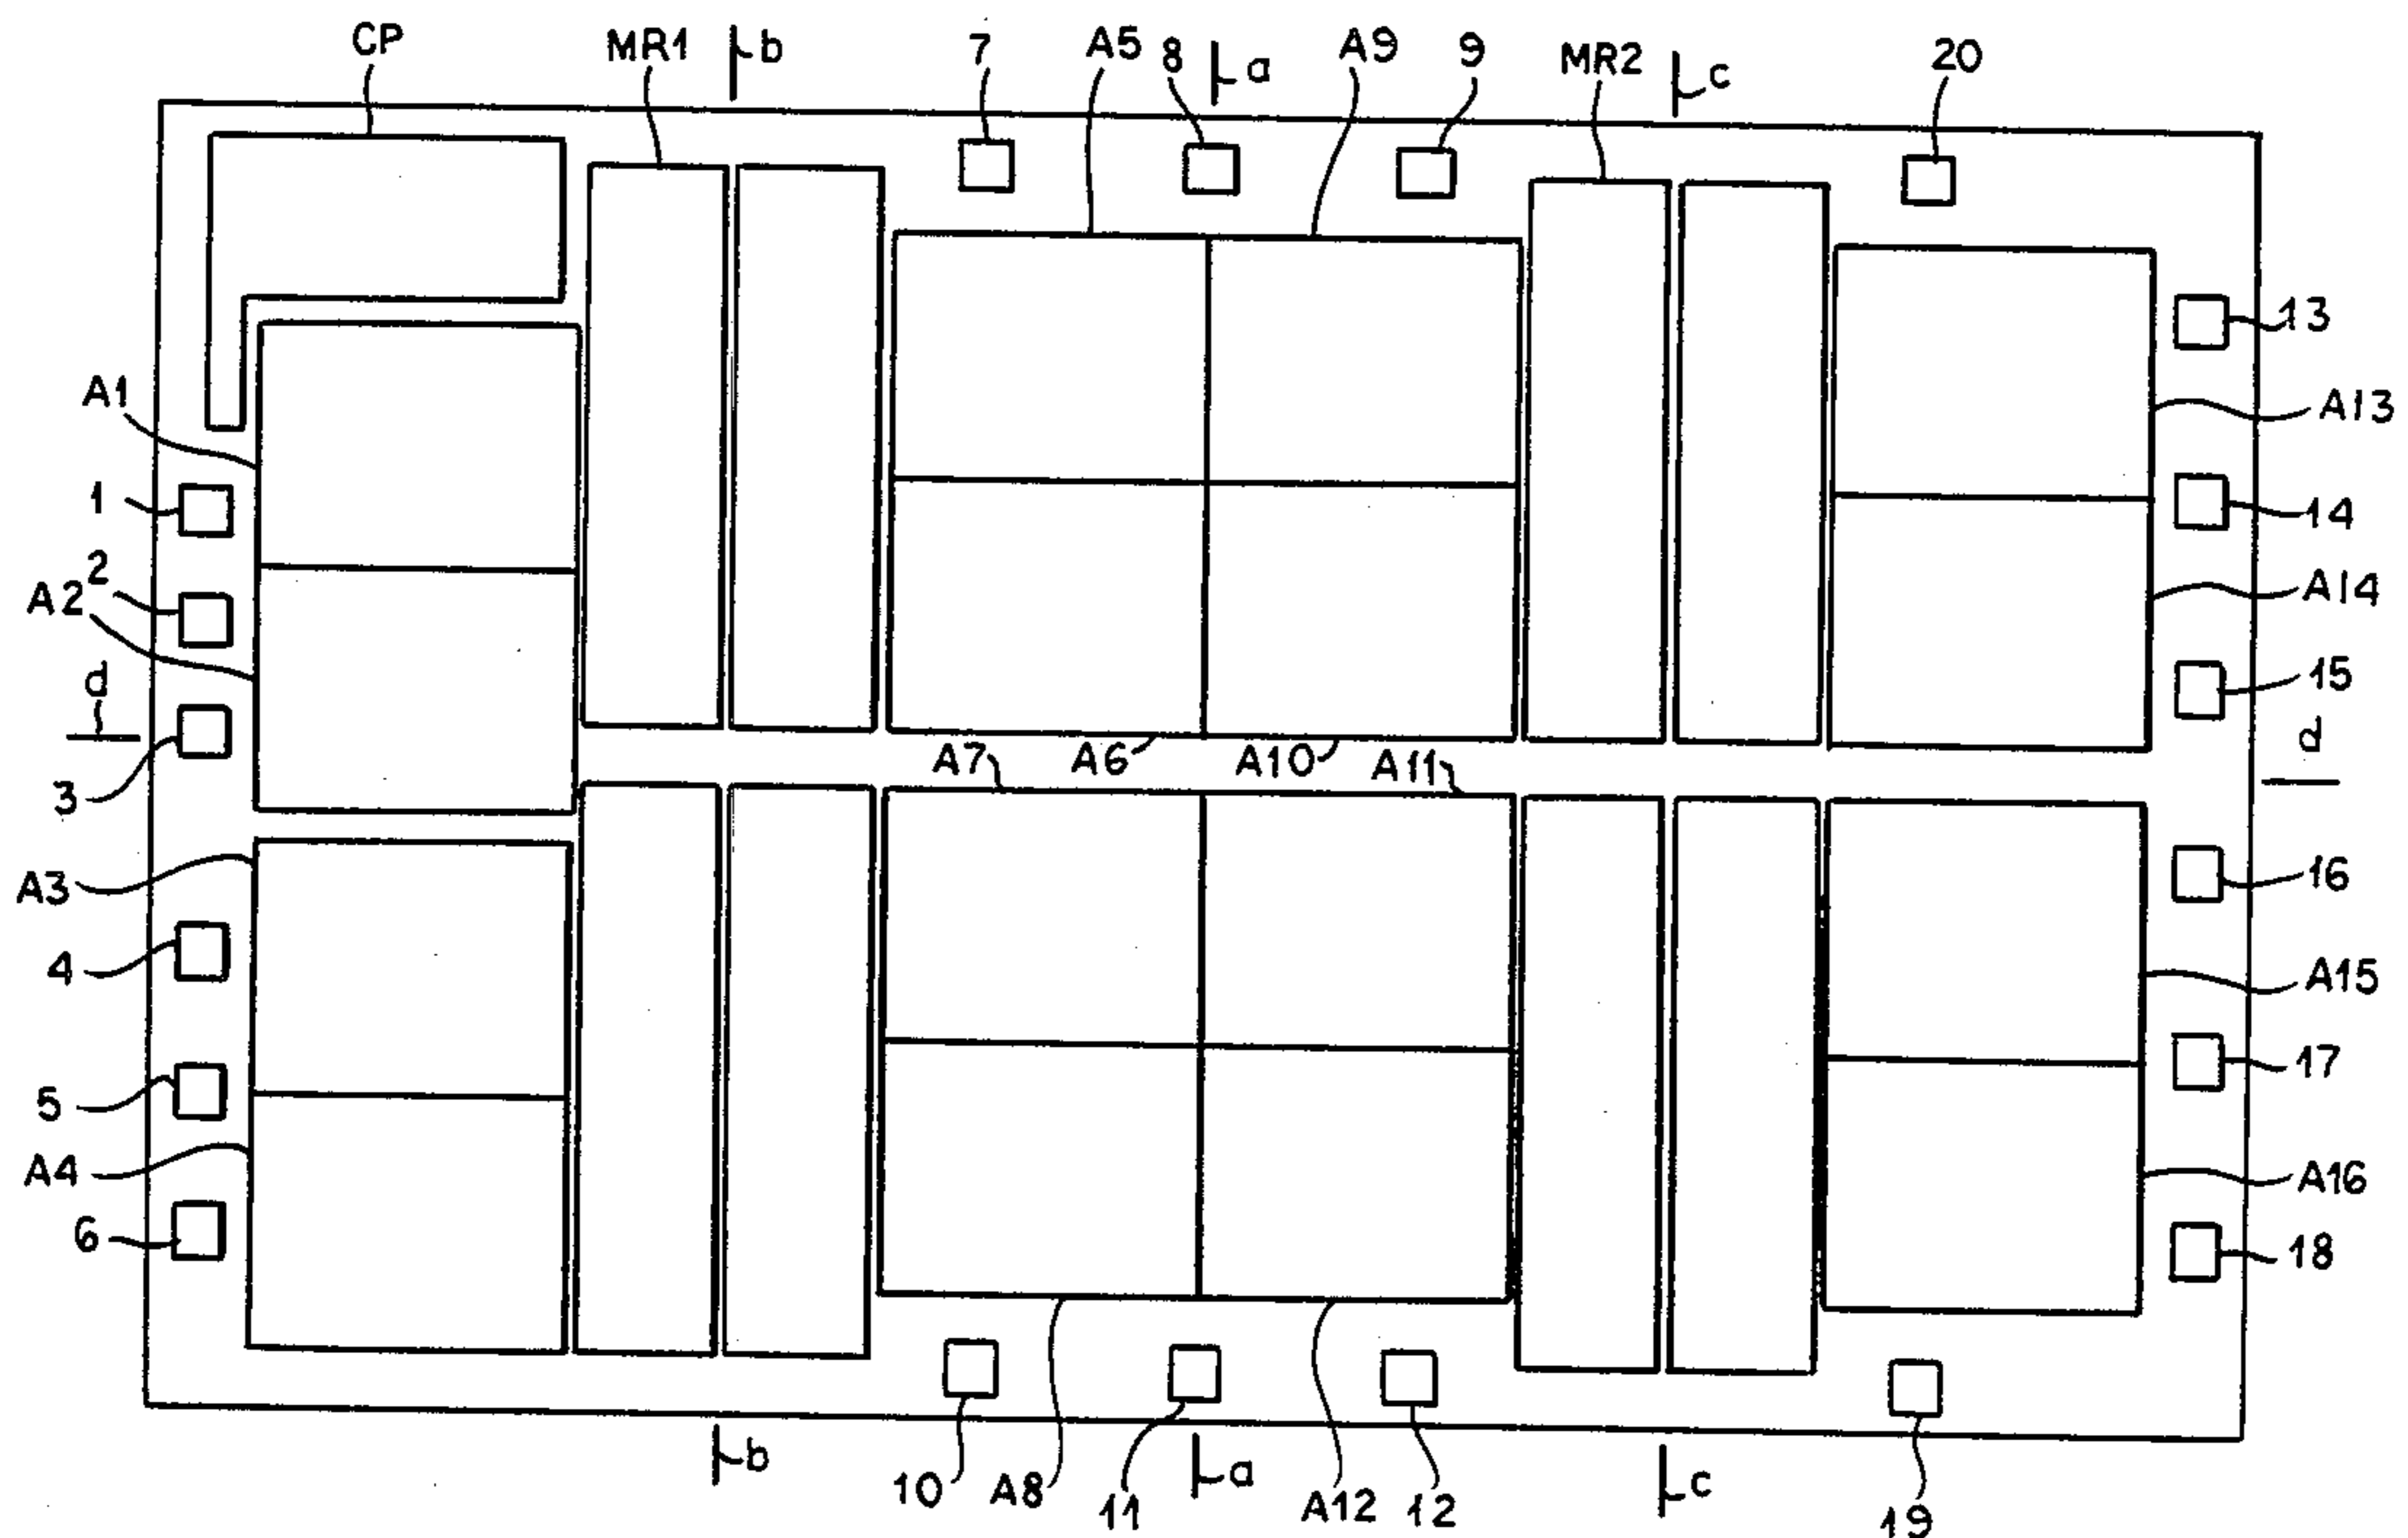 CP MR1 b 7 A5 8 a A9 9 MR2 c 20
13
A1 A13
1 14
2
A2 A14
d 15
3 A7 A6 A10 A11 d
A3 16
4 A15
5 17
A4 A16
6 18
10 A8 11 a A12 12 c 19
b